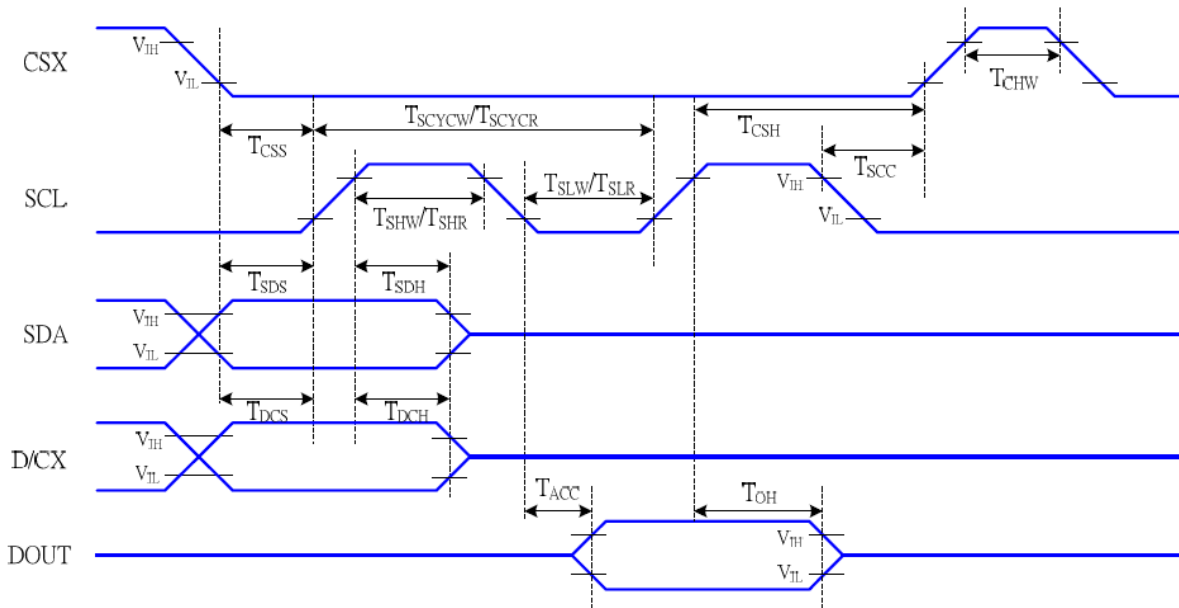 CSX
VIH
VIL
TCSS
TSCYCW/TSCYCR
TCSH
TCHW
TSCC
SCL
TSHW/TSHR
TSLW/TSLR
VIH
VIL
TSDS
TSDH
SDA
VIH
VIL
TDCS
TDCH
D/CX
VIH
VIL
TACC
TOH
DOUT
VIH
VIL